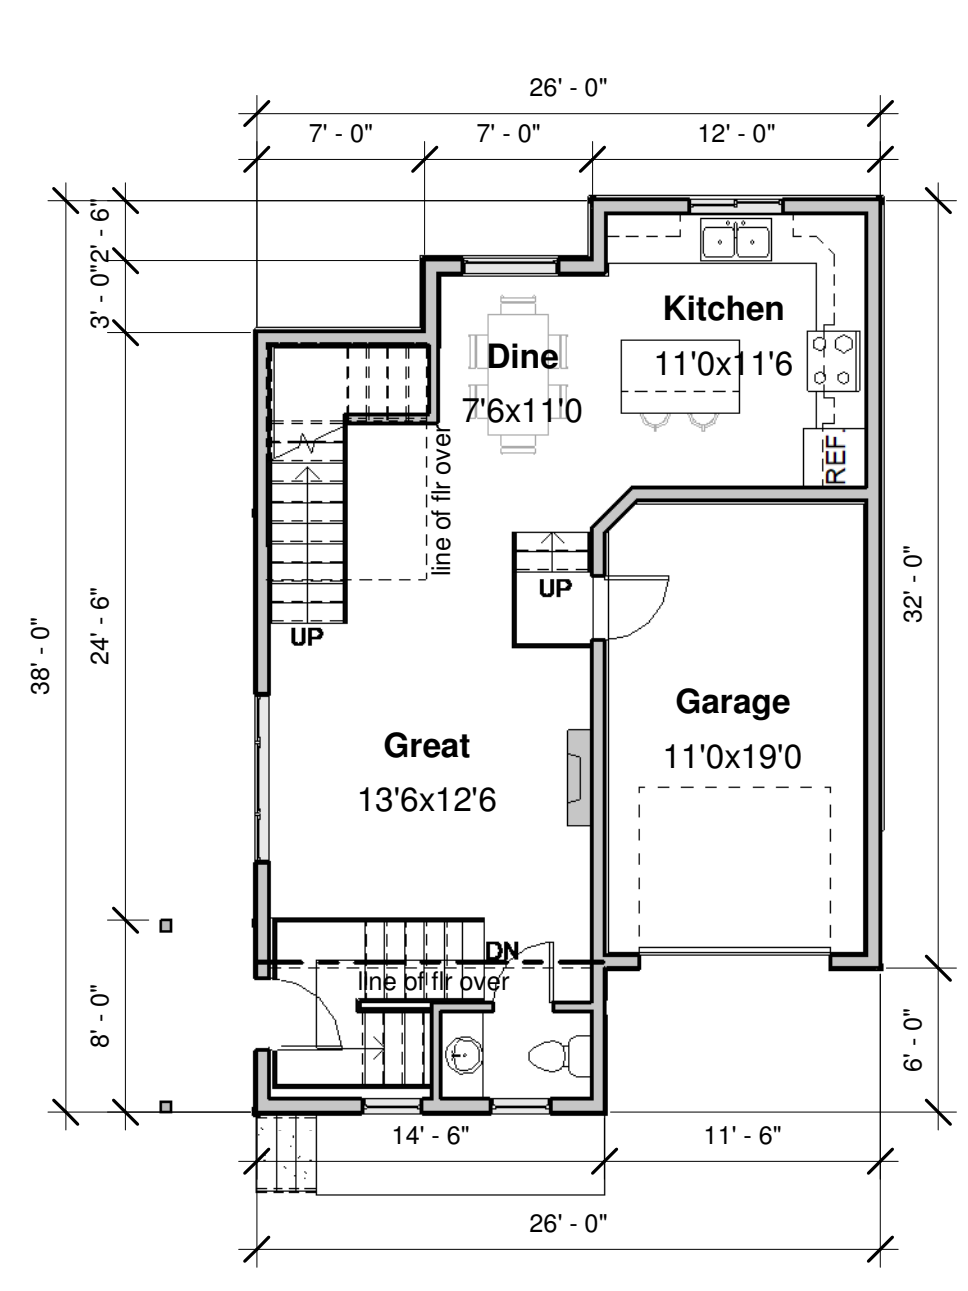 26' - 0"
7' - 0"
7' - 0"
12' - 0"
2' - 6"
3' - 0"
Kitchen
11'0x11'6
Dine
7'6x11'0
REF.
line of flr over
UP
UP
24' - 6"
38' - 0"
32' - 0"
Garage
11'0x19'0
Great
13'6x12'6
DN
line of flr over
8' - 0"
6' - 0"
14' - 6"
11' - 6"
26' - 0"